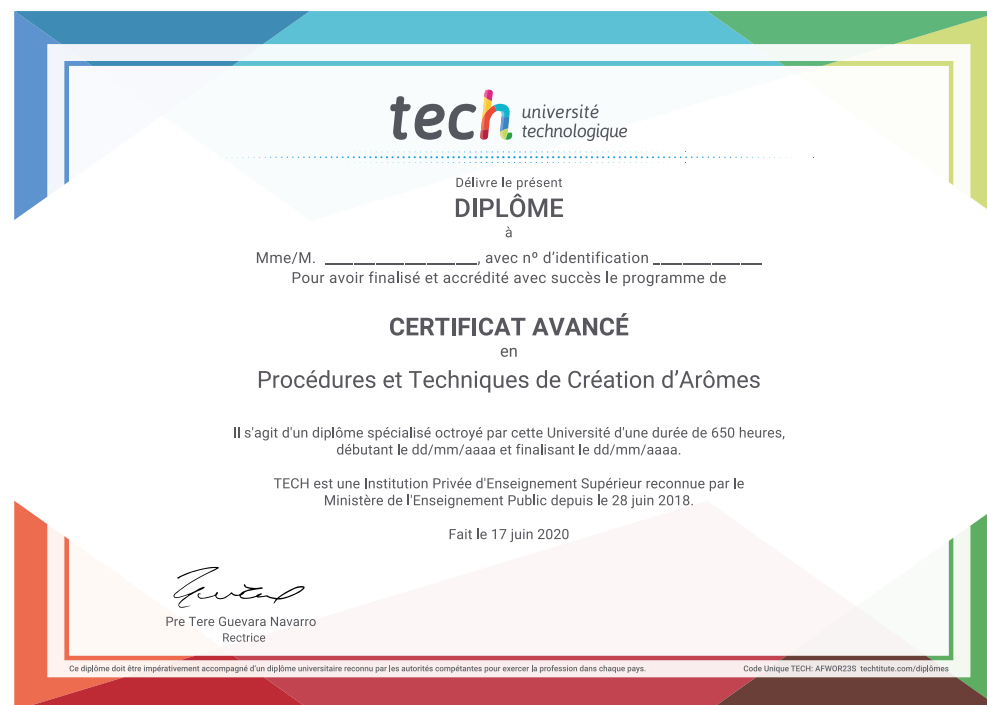 tech université
technologique
Délivre le présent
DIPLÔME
à
Mme/M. ________________, avec nº d’identification ____________
Pour avoir finalisé et accrédité avec succès le programme de
CERTIFICAT AVANCÉ
en
Procédures et Techniques de Création d’Arômes
Il s'agit d'un diplôme spécialisé octroyé par cette Université d'une durée de 650 heures,
débutant le dd/mm/aaaa et finalisant le dd/mm/aaaa.
TECH est une Institution Privée d'Enseignement Supérieur reconnue par le
Ministère de l'Enseignement Public depuis le 28 juin 2018.
Fait le 17 juin 2020
Pre Tere Guevara Navarro
Rectrice
Ce diplôme doit être impérativement accompagné d’un diplôme universitaire reconnu par les autorités compétantes pour exercer la profession dans chaque pays.
Code Unique TECH: AFWOR23S techtitute.com/diplômes